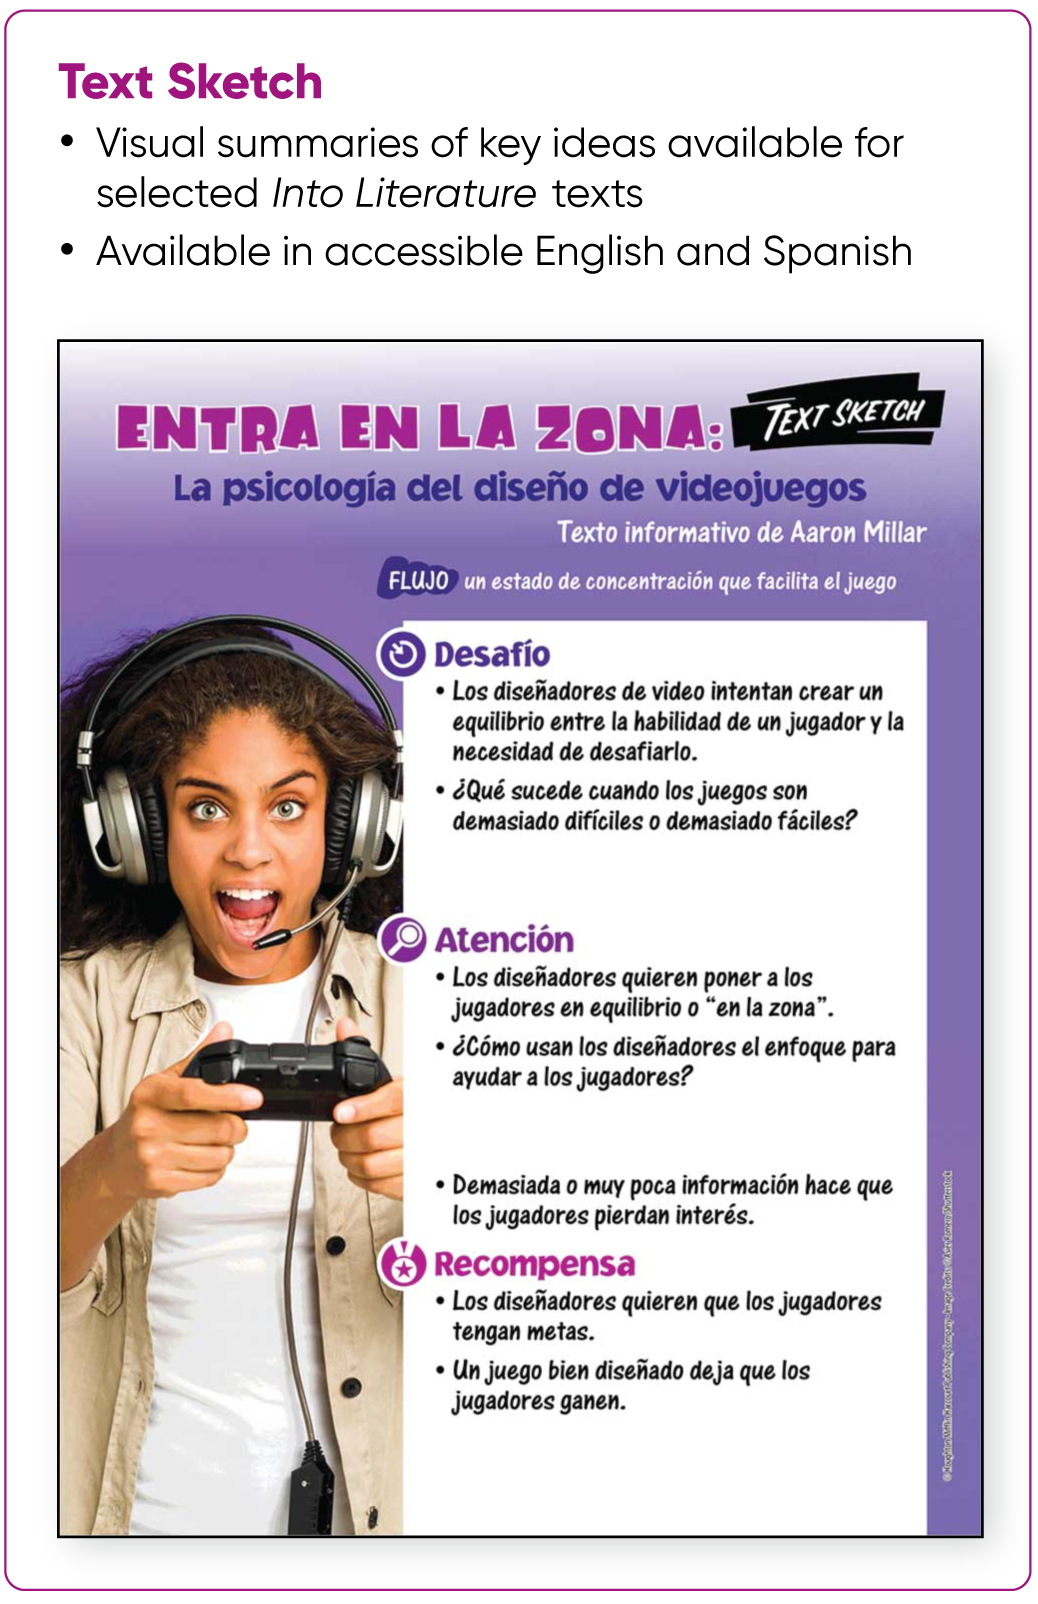 Text Sketch
• Visual summaries of key ideas available for
selected Into Literature texts
• Available in accessible English and Spanish
ENTRA EN LA ZONA:
TEXT SKETCH
La psicología del diseño de videojuegos
Texto informativo de Aaron Millar
FLUJO un estado de concentración que facilita el juego
Desafío
• Los diseñadores de video intentan crear un
equilibrio entre la habilidad de un jugador y la
necesidad de desafiarlo.
• ¿Qué sucede cuando los juegos son
demasiado difíciles o demasiado fáciles?
Atención
• Los diseñadores quieren poner a los
jugadores en equilibrio o “en la zona”.
• ¿Cómo usan los diseñadores el enfoque para
ayudar a los jugadores?
• Demasiada o muy poca información hace que
los jugadores pierdan interés.
Recompensa
• Los diseñadores quieren que los jugadores
tengan metas.
• Un juego bien diseñado deja que los
jugadores ganen.
© Houghton Mifflin Harcourt Publishing Company